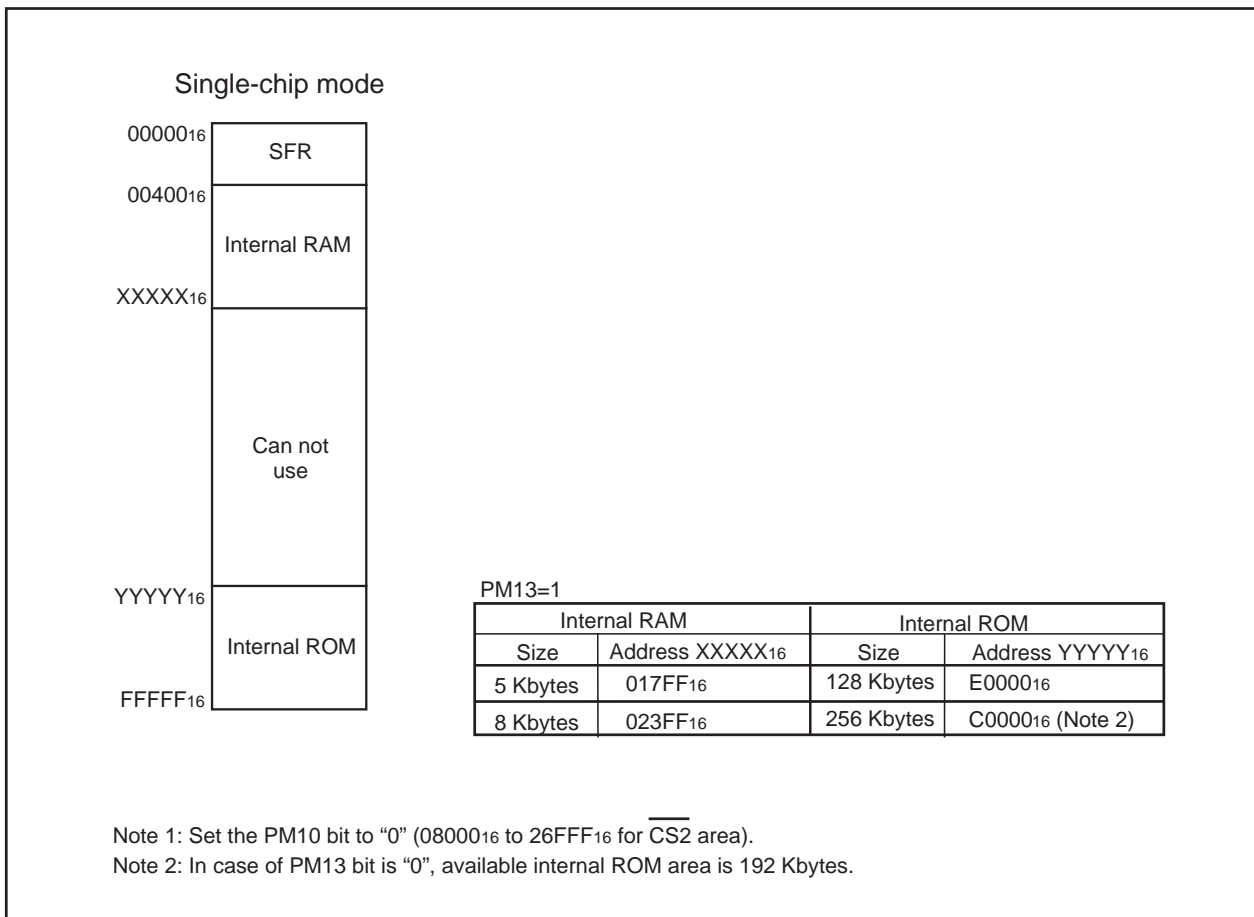 Single-chip mode
00000₁₆
SFR
00400₁₆
Internal RAM
XXXXX₁₆
Can not
use
YYYYY₁₆
Internal ROM
FFFFF₁₆
PM13=1
Internal RAM Internal ROM
Size Address XXXXX₁₆ Size Address YYYYY₁₆
5 Kbytes 017FF₁₆ 128 Kbytes E0000₁₆
8 Kbytes 023FF₁₆ 256 Kbytes C0000₁₆ (Note 2)
Note 1: Set the PM10 bit to “0” (08000₁₆ to 26FFF₁₆ for C̅S̅2̅ area).
Note 2: In case of PM13 bit is “0”, available internal ROM area is 192 Kbytes.